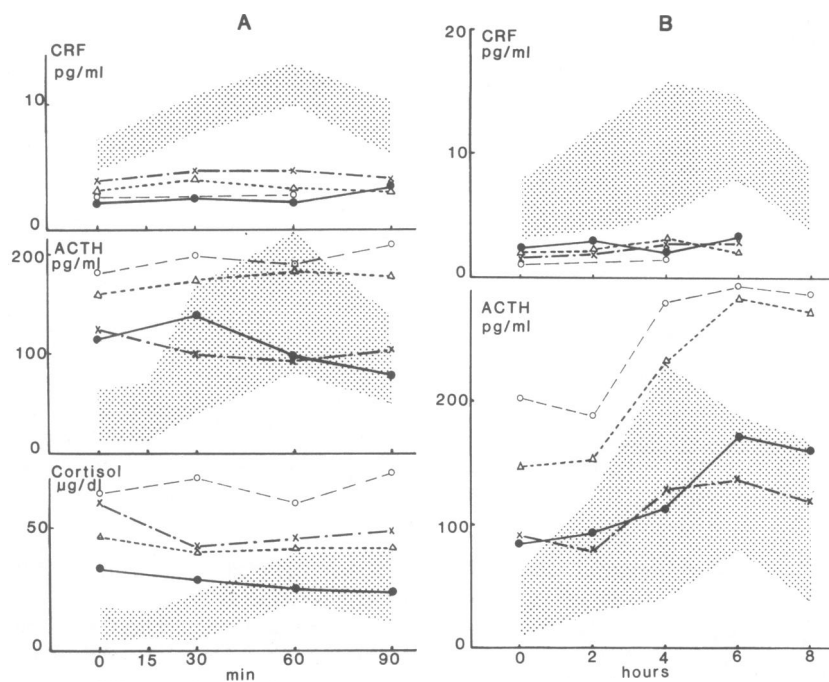 A
CRF
pg/ml
10
0
ACTH
pg/ml
200
100
0
Cortisol
µg/dl
50
0
0 15 30 60 90
min
B
20
CRF
pg/ml
10
0
ACTH
pg/ml
200
100
0
0 2 4 6 8
hours